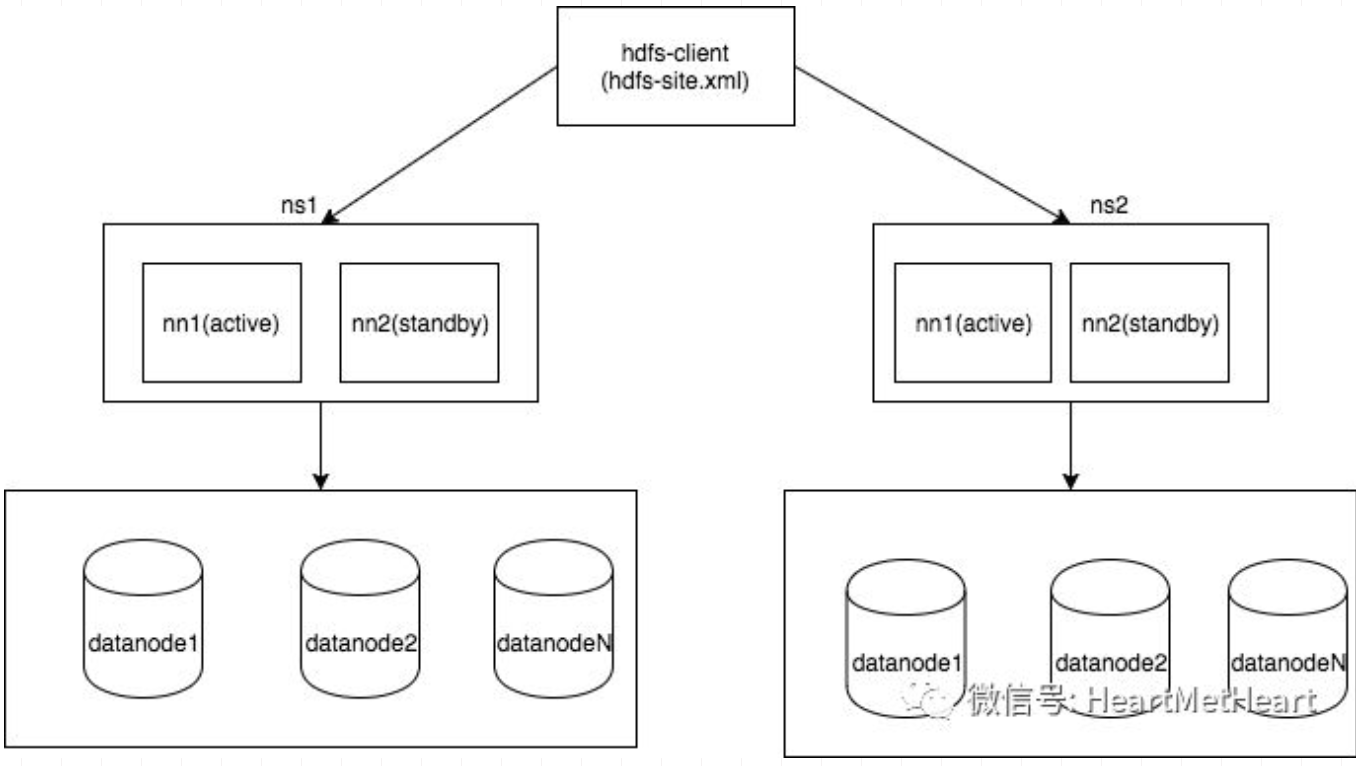 hdfs-client
(hdfs-site.xml)
ns1
ns2
nn1(active)
nn2(standby)
nn1(active)
nn2(standby)
datanode1
datanode2
datanodeN
datanode1
datanode2
datanodeN
微信号: HeartMetHeart